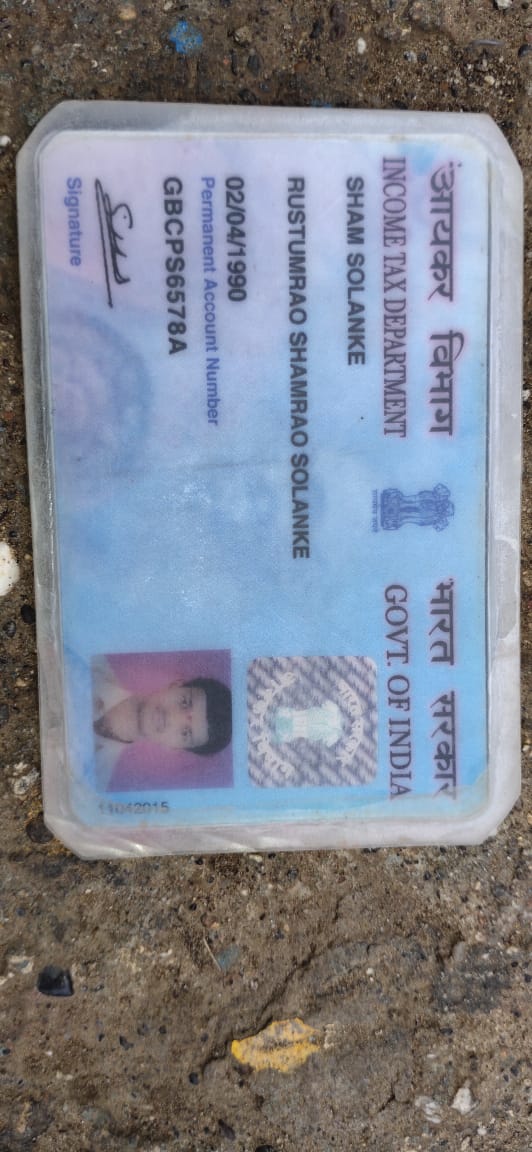 आयकर विभाग
INCOME TAX DEPARTMENT
भारत सरकार
GOVT. OF INDIA
SHAM SOLANKE
RUSTUMRAO SHAMRAO SOLANKE
02/04/1990
Permanent Account Number
GBCPS6578A
Signature
11042015